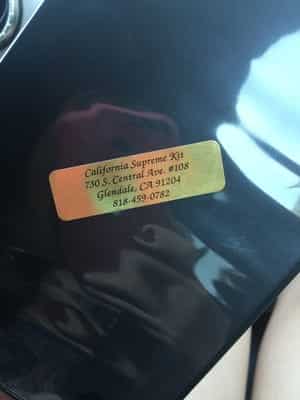 California Supreme Kit
730 S. Central Ave. #108
Glendale, CA 91204
818-459-0782